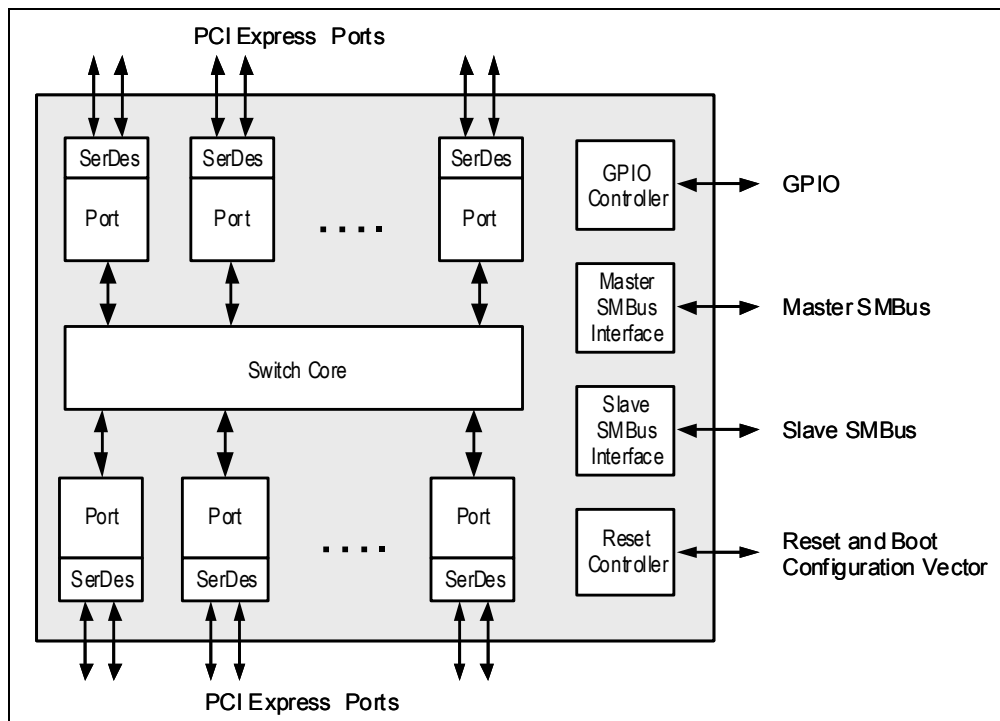 PCI Express Ports
SerDes
Port
SerDes
Port
. . . .
SerDes
Port
GPIO
Controller
GPIO
Master
SMBus
Interface
Master SMBus
Switch Core
Slave
SMBus
Interface
Slave SMBus
Port
SerDes
Port
SerDes
. . . .
Port
SerDes
Reset
Controller
Reset and Boot
Configuration Vector
PCI Express Ports